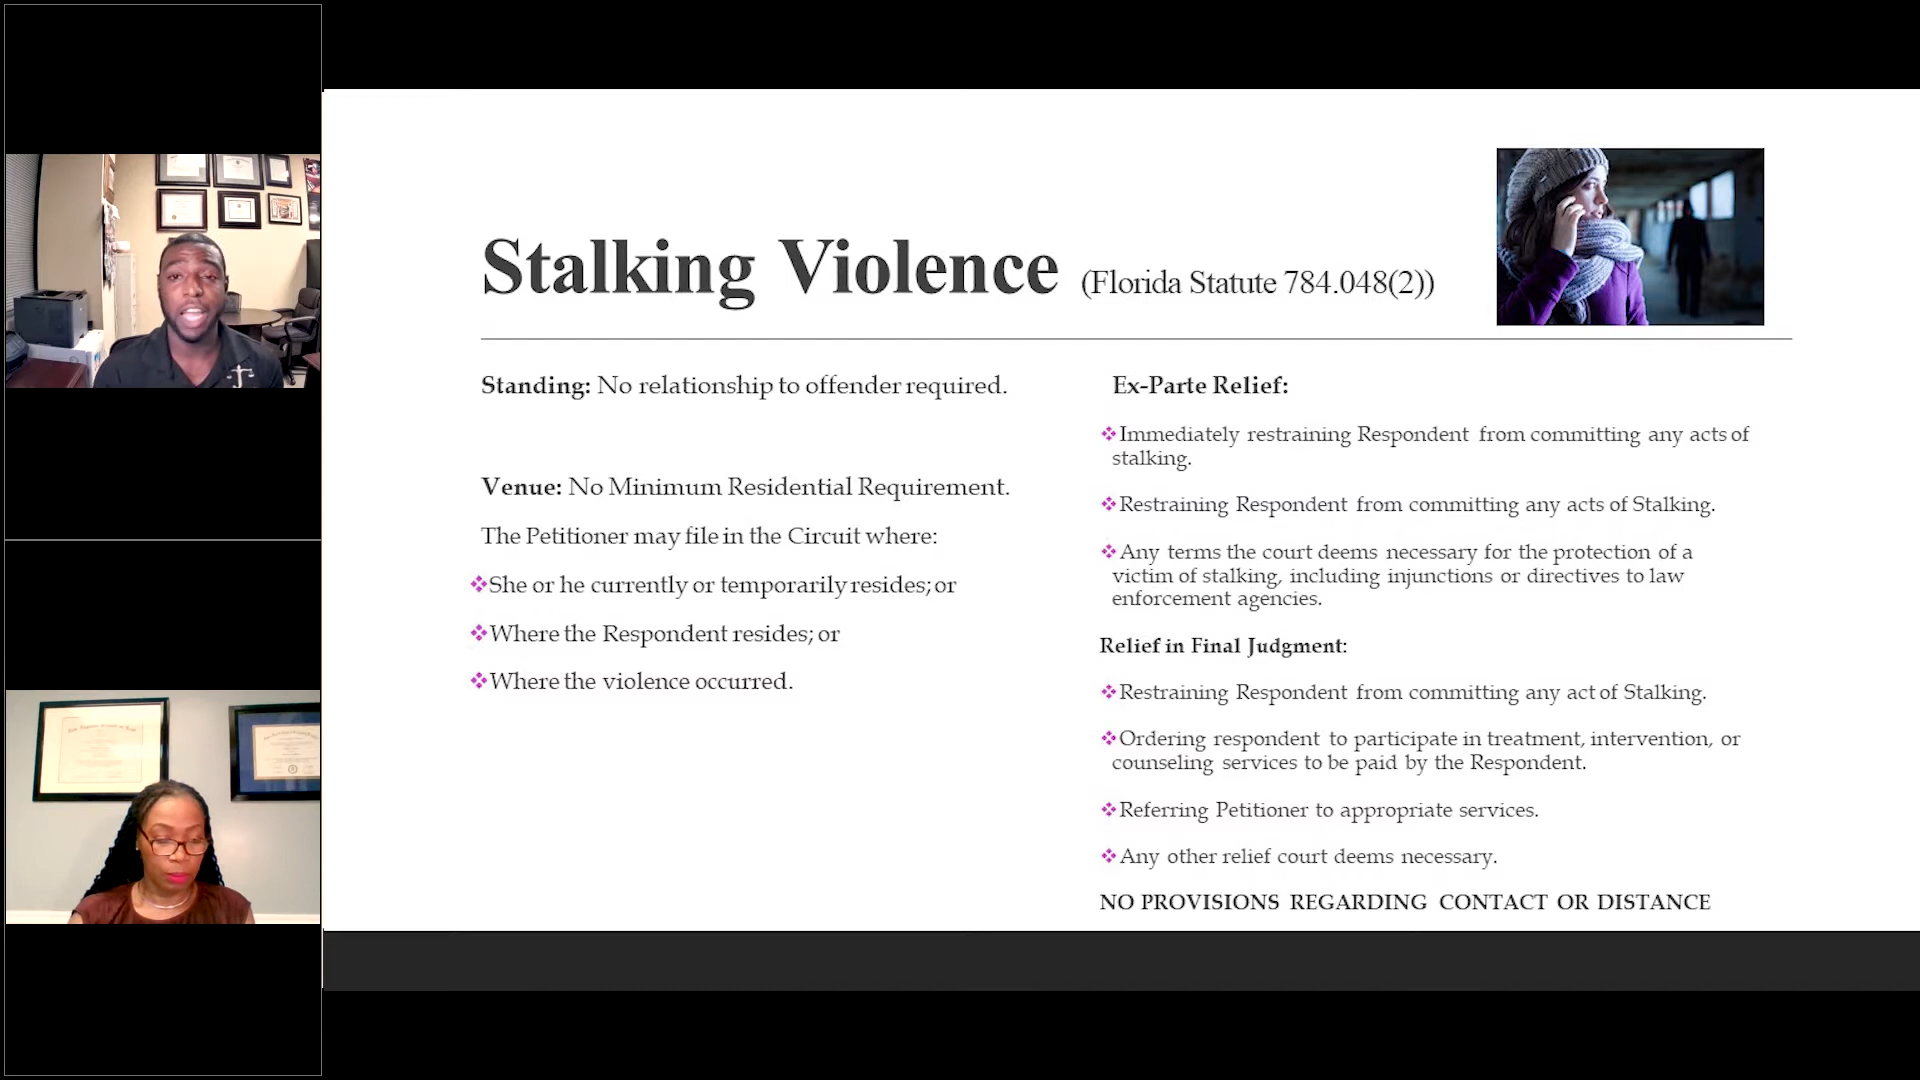 Stalking Violence (Florida Statute 784.048(2))
Standing: No relationship to offender required.
Venue: No Minimum Residential Requirement.
The Petitioner may file in the Circuit where:
❖She or he currently or temporarily resides; or
❖Where the Respondent resides; or
❖Where the violence occurred.
Ex-Parte Relief:
❖Immediately restraining Respondent from committing any acts of
stalking.
❖Restraining Respondent from committing any acts of Stalking.
❖Any terms the court deems necessary for the protection of a
victim of stalking, including injunctions or directives to law
enforcement agencies.
Relief in Final Judgment:
❖Restraining Respondent from committing any act of Stalking.
❖Ordering respondent to participate in treatment, intervention, or
counseling services to be paid by the Respondent.
❖Referring Petitioner to appropriate services.
❖Any other relief court deems necessary.
NO PROVISIONS REGARDING CONTACT OR DISTANCE